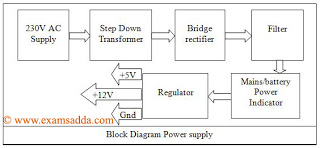 230V AC
Supply
Step Down
Transformer
Bridge
rectifier
Filter
Mains/battery
Power
Indicator
Regulator
+5V
+12V
Gnd
© www.examsadda.com
Block Diagram Power supply